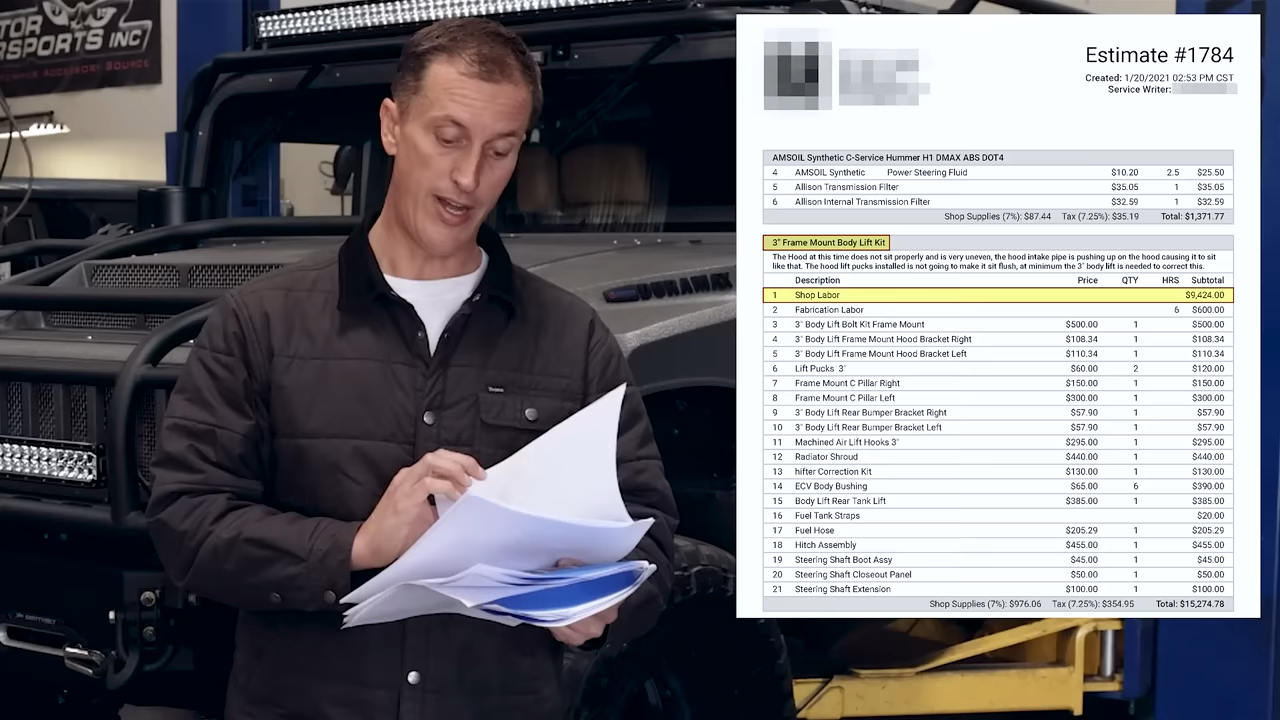 TOR
RSPORTS INC
ACCESSORY SOURCE
DURAMAX
Estimate #1784
Created: 1/20/2021 02:53 PM CST
Service Writer:
AMSOIL Synthetic C-Service Hummer H1 DMAX ABS DOT4
4 AMSOIL Synthetic Power Steering Fluid $10.20 2.5 $25.50
5 Allison Transmission Filter $35.05 1 $35.05
6 Allison Internal Transmission Filter $32.59 1 $32.59
Shop Supplies (7%): $87.44 Tax (7.25%): $35.19 Total: $1,371.77
3" Frame Mount Body Lift Kit
The Hood at this time does not sit properly and is very uneven, the hood intake pipe is pushing up on the hood causing it to sit
like that. The hood lift pucks installed is not going to make it sit flush, at minimum the 3" body lift is needed to correct this.
Description Price QTY HRS Subtotal
1 Shop Labor $9,424.00
2 Fabrication Labor 6 $600.00
3 3" Body Lift Bolt Kit Frame Mount $500.00 1 $500.00
4 3" Body Lift Frame Mount Hood Bracket Right $108.34 1 $108.34
5 3" Body Lift Frame Mount Hood Bracket Left $110.34 1 $110.34
6 Lift Pucks 3" $60.00 2 $120.00
7 Frame Mount C Pillar Right $150.00 1 $150.00
8 Frame Mount C Pillar Left $300.00 1 $300.00
9 3" Body Lift Rear Bumper Bracket Right $57.90 1 $57.90
10 3" Body Lift Rear Bumper Bracket Left $57.90 1 $57.90
11 Machined Air Lift Hooks 3" $295.00 1 $295.00
12 Radiator Shroud $440.00 1 $440.00
13 hifter Correction Kit $130.00 1 $130.00
14 ECV Body Bushing $65.00 6 $390.00
15 Body Lift Rear Tank Lift $385.00 1 $385.00
16 Fuel Tank Straps $20.00
17 Fuel Hose $205.29 1 $205.29
18 Hitch Assembly $455.00 1 $455.00
19 Steering Shaft Boot Assy $45.00 1 $45.00
20 Steering Shaft Closeout Panel $50.00 1 $50.00
21 Steering Shaft Extension $100.00 1 $100.00
Shop Supplies (7%): $976.06 Tax (7.25%): $354.95 Total: $15,274.78